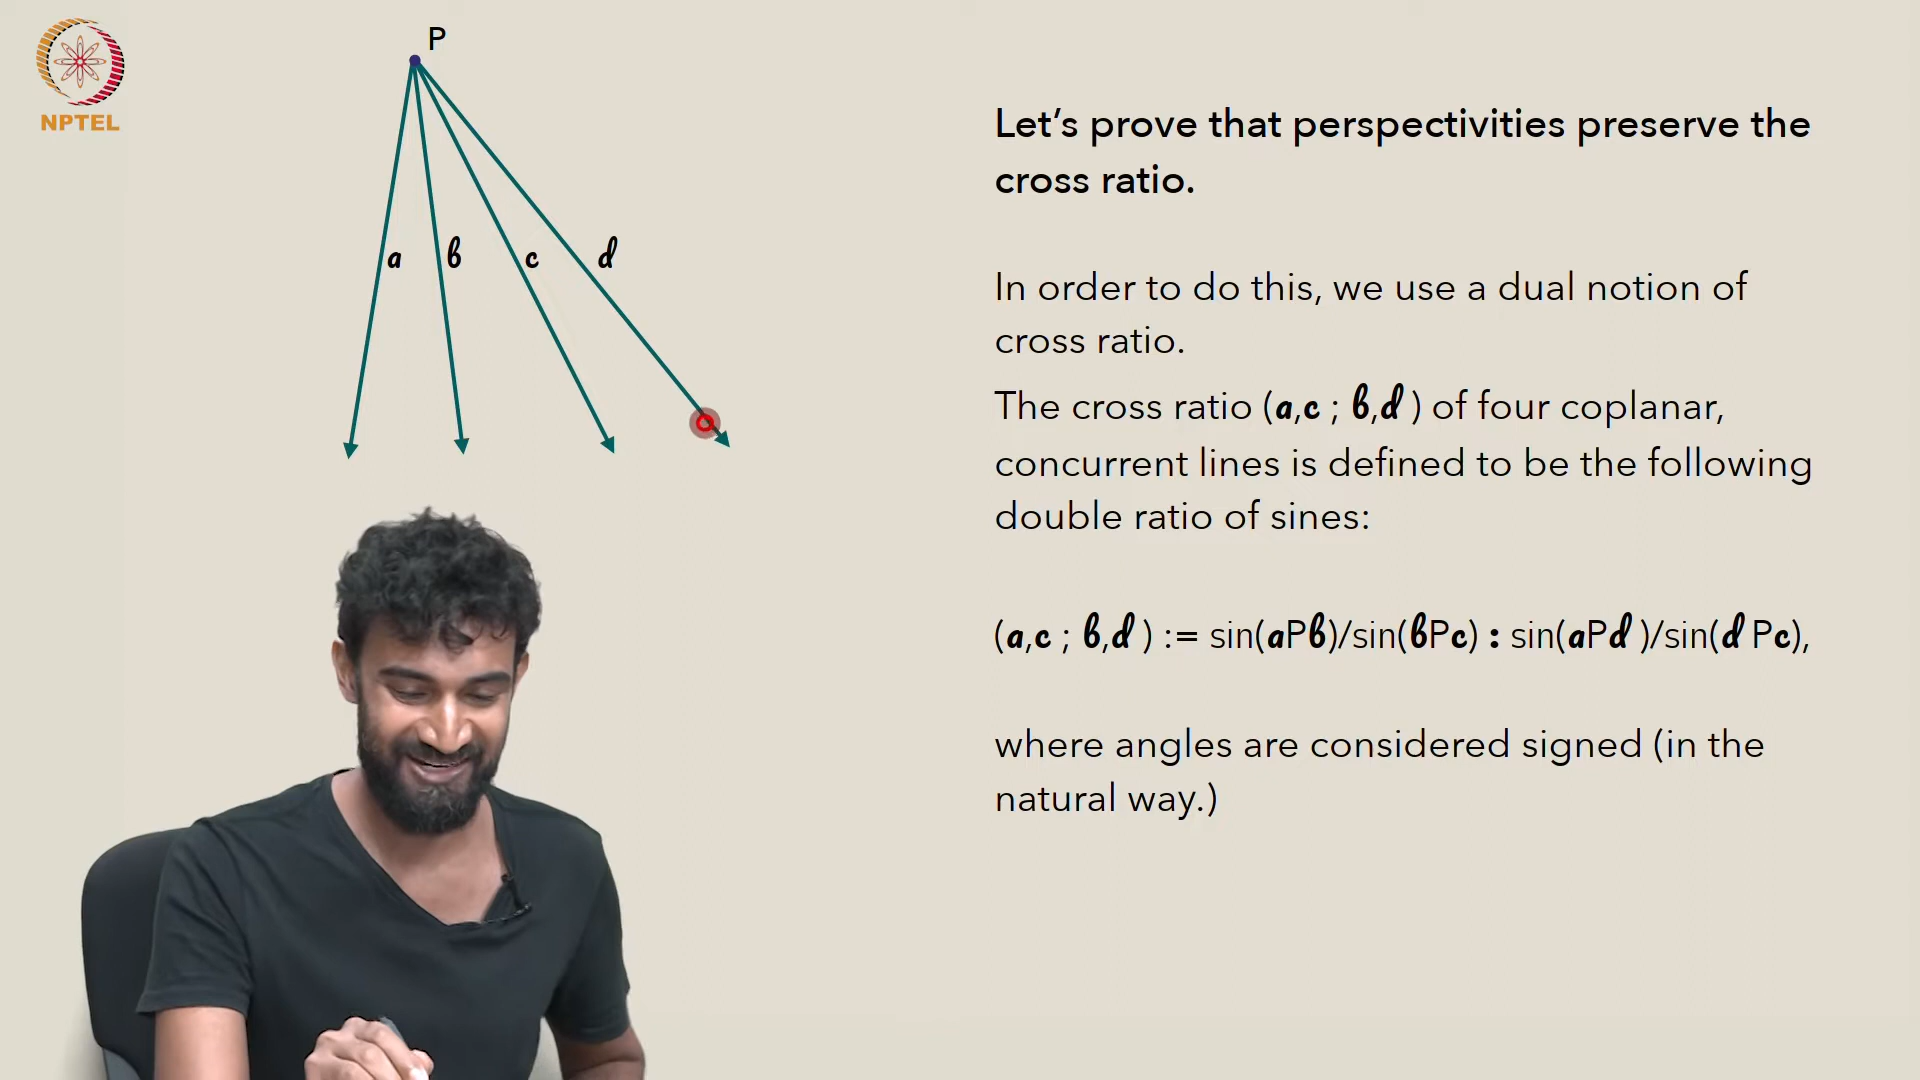 NPTEL
P
a b c d
Let's prove that perspectivities preserve the
cross ratio.
In order to do this, we use a dual notion of
cross ratio.
The cross ratio (a,c ; b,d ) of four coplanar,
concurrent lines is defined to be the following
double ratio of sines:
(a,c ; b,d ) := sin(aPb)/sin(bPc) : sin(aPd )/sin(d Pc),
where angles are considered signed (in the
natural way.)